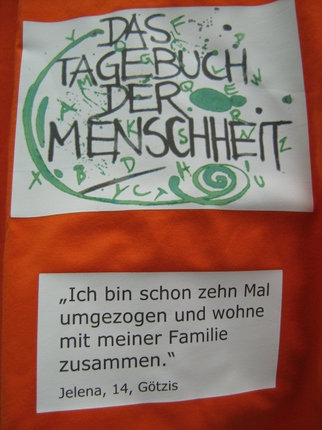 DAS
TAGEBUCH
DER
MENSCHHEIT
„Ich bin schon zehn Mal
umgezogen und wohne
mit meiner Familie
zusammen.“
Jelena, 14, Götzis